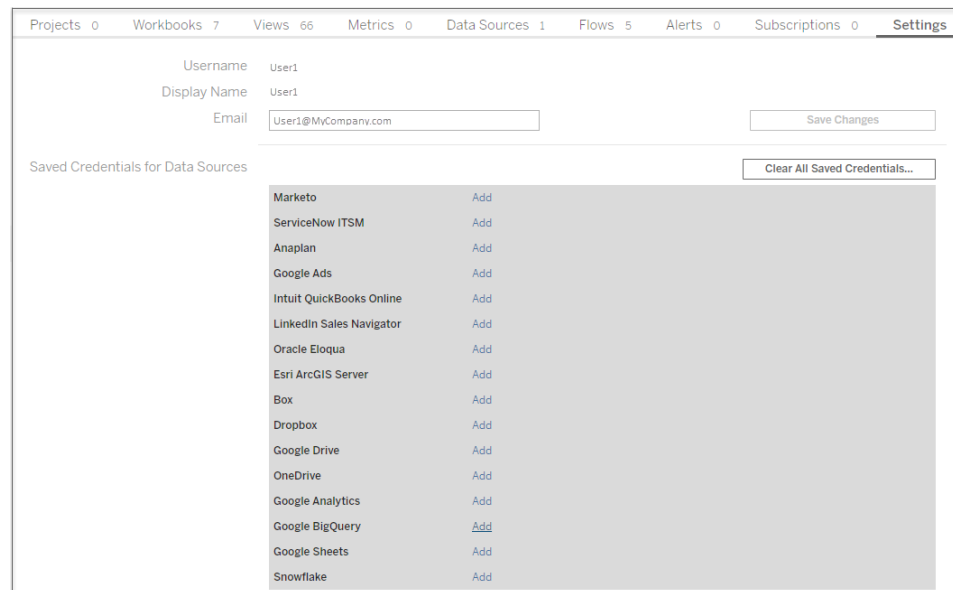 Projects 0 Workbooks 7 Views 66 Metrics 0 Data Sources 1 Flows 5 Alerts 0 Subscriptions 0 Settings
Username User1
Display Name User1
Email User1@MyCompany.com Save Changes
Saved Credentials for Data Sources Clear All Saved Credentials...
Marketo Add
ServiceNow ITSM Add
Anaplan Add
Google Ads Add
Intuit QuickBooks Online Add
LinkedIn Sales Navigator Add
Oracle Eloqua Add
Esri ArcGIS Server Add
Box Add
Dropbox Add
Google Drive Add
OneDrive Add
Google Analytics Add
Google BigQuery Add
Google Sheets Add
Snowflake Add